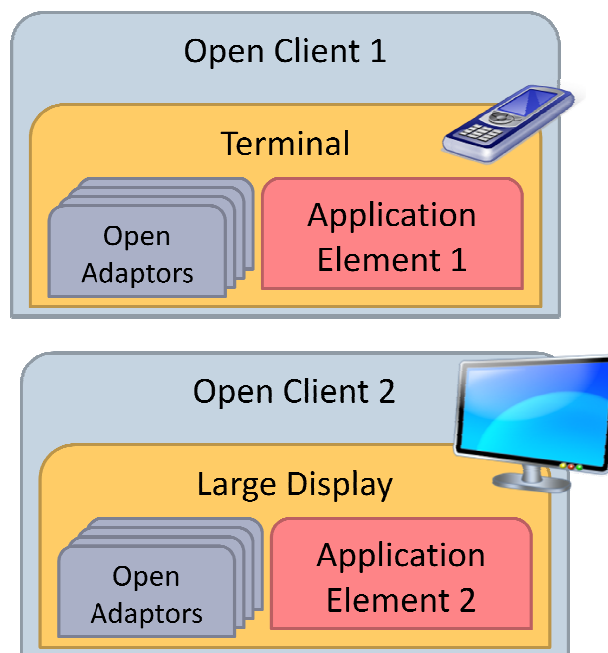 Open Client 1
Terminal
Open
Adaptors
Application
Element 1
Open Client 2
Large Display
Open
Adaptors
Application
Element 2